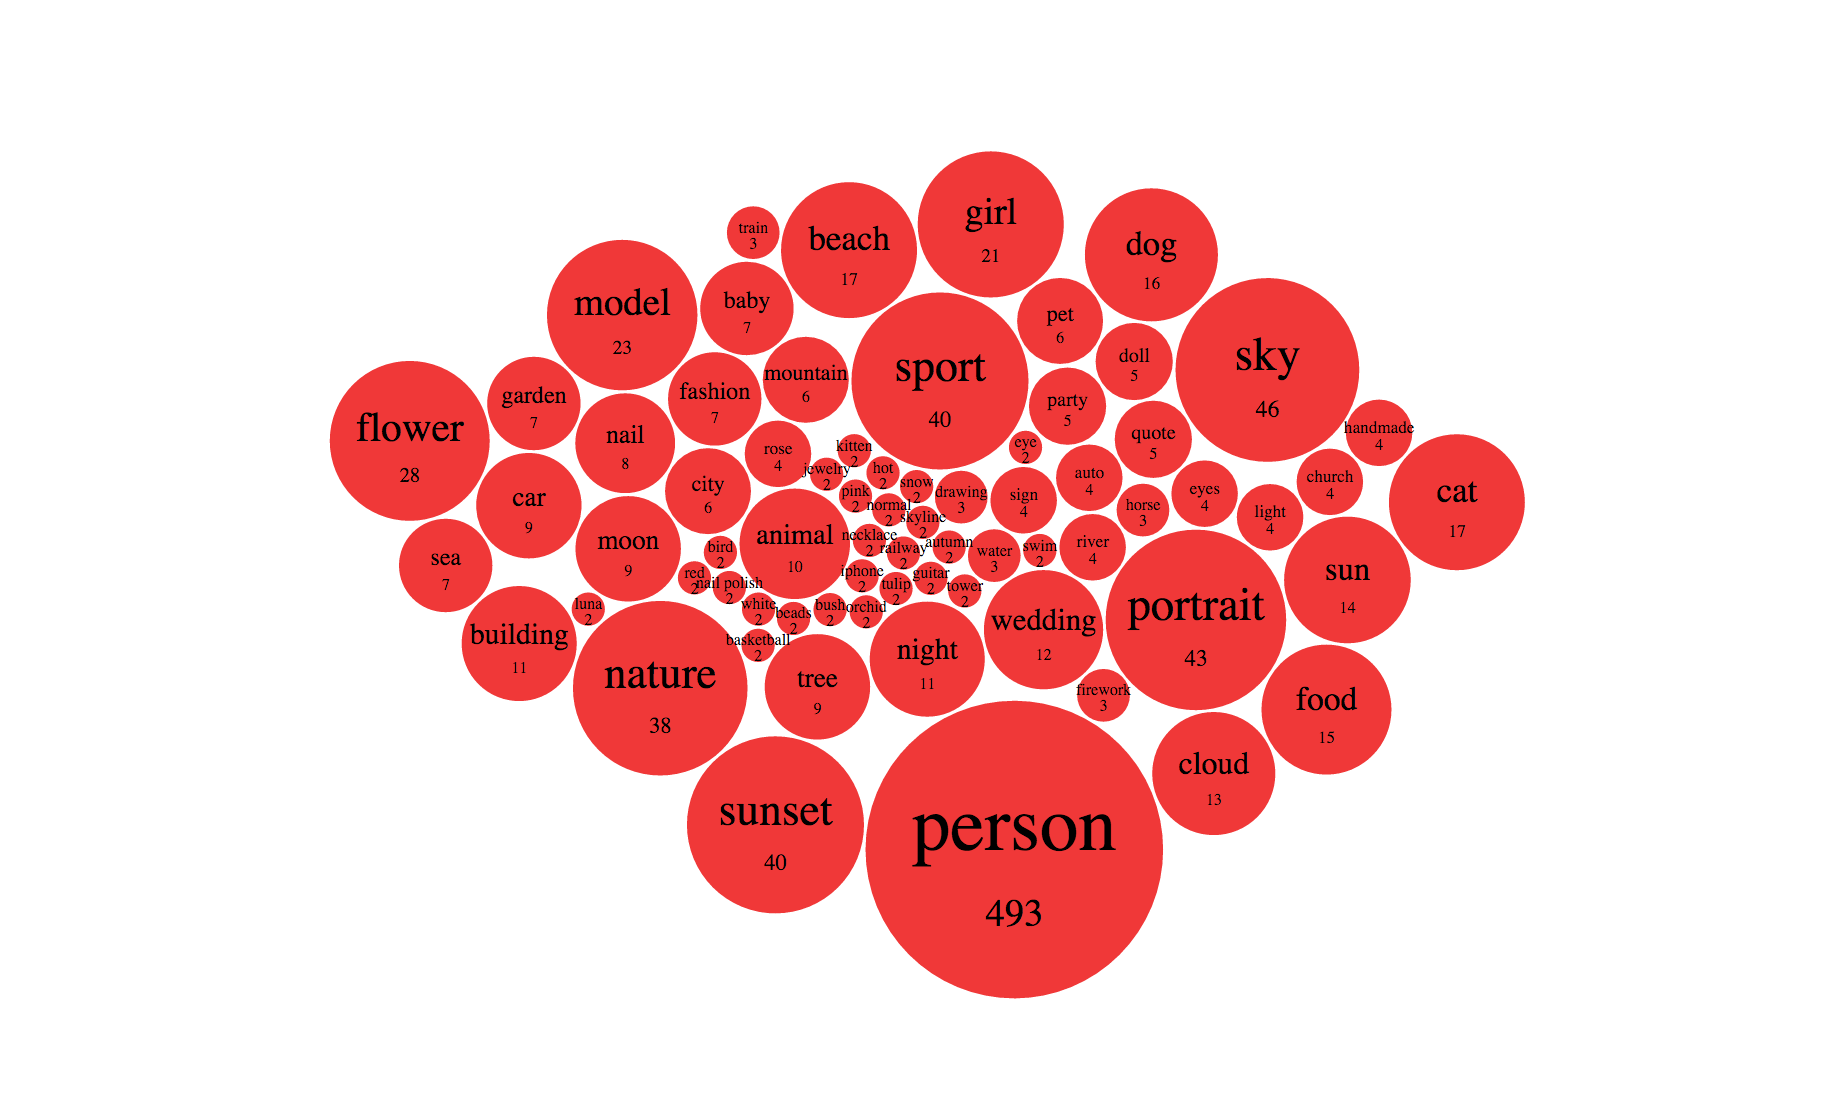 girl
21
train
3
beach
17
dog
16
model
23
baby
7
pet
6
sport
40
doll
5
sky
46
mountain
6
fashion
7
garden
7
party
5
flower
28
nail
8
quote
5
handmade
4
rose
4
kitten
2
eye
2
jewelry
2
hot
2
auto
4
church
4
cat
17
city
6
pink
2
snow
2
drawing
3
sign
4
eyes
4
car
9
normal
2
horse
3
light
4
skyline
2
animal
10
necklace
2
railway
2
autumn
2
water
3
swim
2
river
4
moon
9
bird
2
sea
7
red
2
nail polish
2
iphone
2
tulip
2
guitar
2
tower
2
sun
14
luna
2
white
2
beads
2
bush
2
orchid
2
portrait
43
building
11
basketball
2
night
11
wedding
12
nature
38
tree
9
firework
3
food
15
cloud
13
sunset
40
person
493